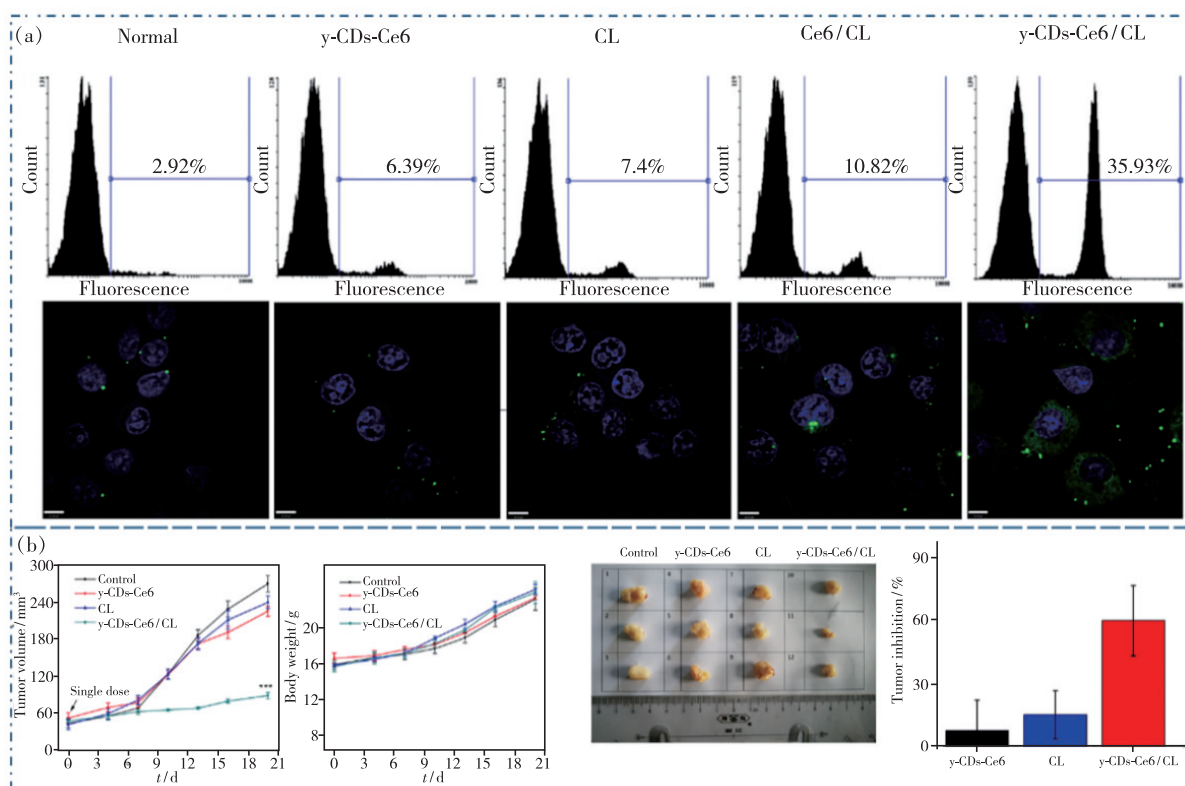 (a)
Normal
y-CDs-Ce6
CL
Ce6/CL
y-CDs-Ce6/CL
Count
2.92%
Fluorescence
Count
6.39%
Fluorescence
Count
7.4%
Fluorescence
Count
10.82%
Fluorescence
Count
35.93%
Fluorescence
(b)
Tumor volume/mm³
300
240
180
120
60
0
Control
y-CDs-Ce6
CL
y-CDs-Ce6/CL
Single dose
***
0 3 6 9 12 15 18 21
t/d
Body weight/g
20
16
12
8
Control
y-CDs-Ce6
CL
y-CDs-Ce6/CL
0 3 6 9 12 15 18 21
t/d
Control y-CDs-Ce6 CL y-CDs-Ce6/CL
Tumor inbition/%
90
60
30
0
y-CDs-Ce6 CL y-CDs-Ce6/CL